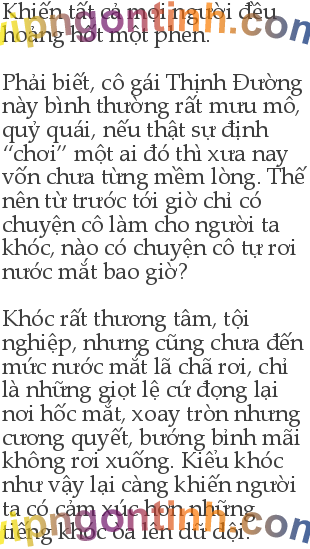 Khiến tất cả mọi người đều
hoảng hốt một phen.
Phải biết, cô gái Thịnh Đường
này bình thường rất mưu mô,
quỷ quái, nếu thật sự định
“chơi” một ai đó thì xưa nay
vốn chưa từng mềm lòng. Thế
nên từ trước tới giờ chỉ có
chuyện cô làm cho người ta
khóc, nào có chuyện cô tự rơi
nước mắt bao giờ?
Khóc rất thương tâm, tội
nghiệp, nhưng cũng chưa đến
mức nước mắt lã chã rơi, chỉ
là những giọt lệ cứ đọng lại
nơi hốc mắt, xoay tròn nhưng
cương quyết, bướng bỉnh mãi
không rơi xuống. Kiểu khóc
như vậy lại càng khiến người
ta có cảm xúc hơn những
tiếng khóc òa lên dữ dội.
vipngontinh.com
vipngontinh.com